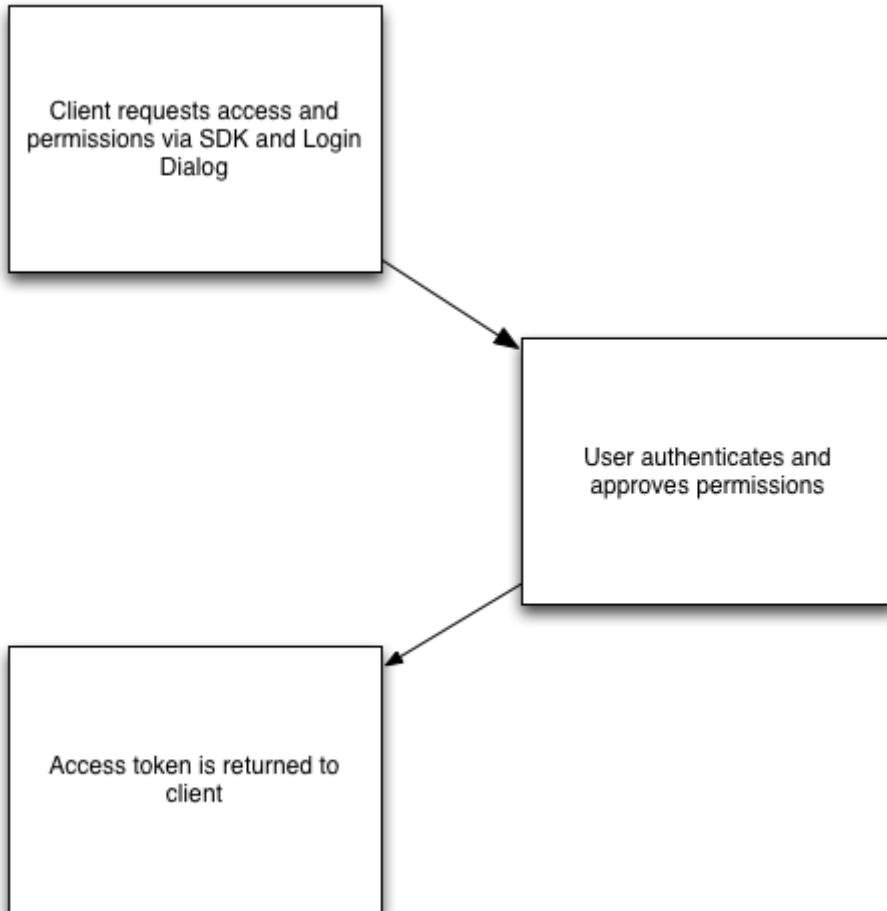 Client requests access and
permissions via SDK and Login
Dialog
User authenticates and
approves permissions
Access token is returned to
client